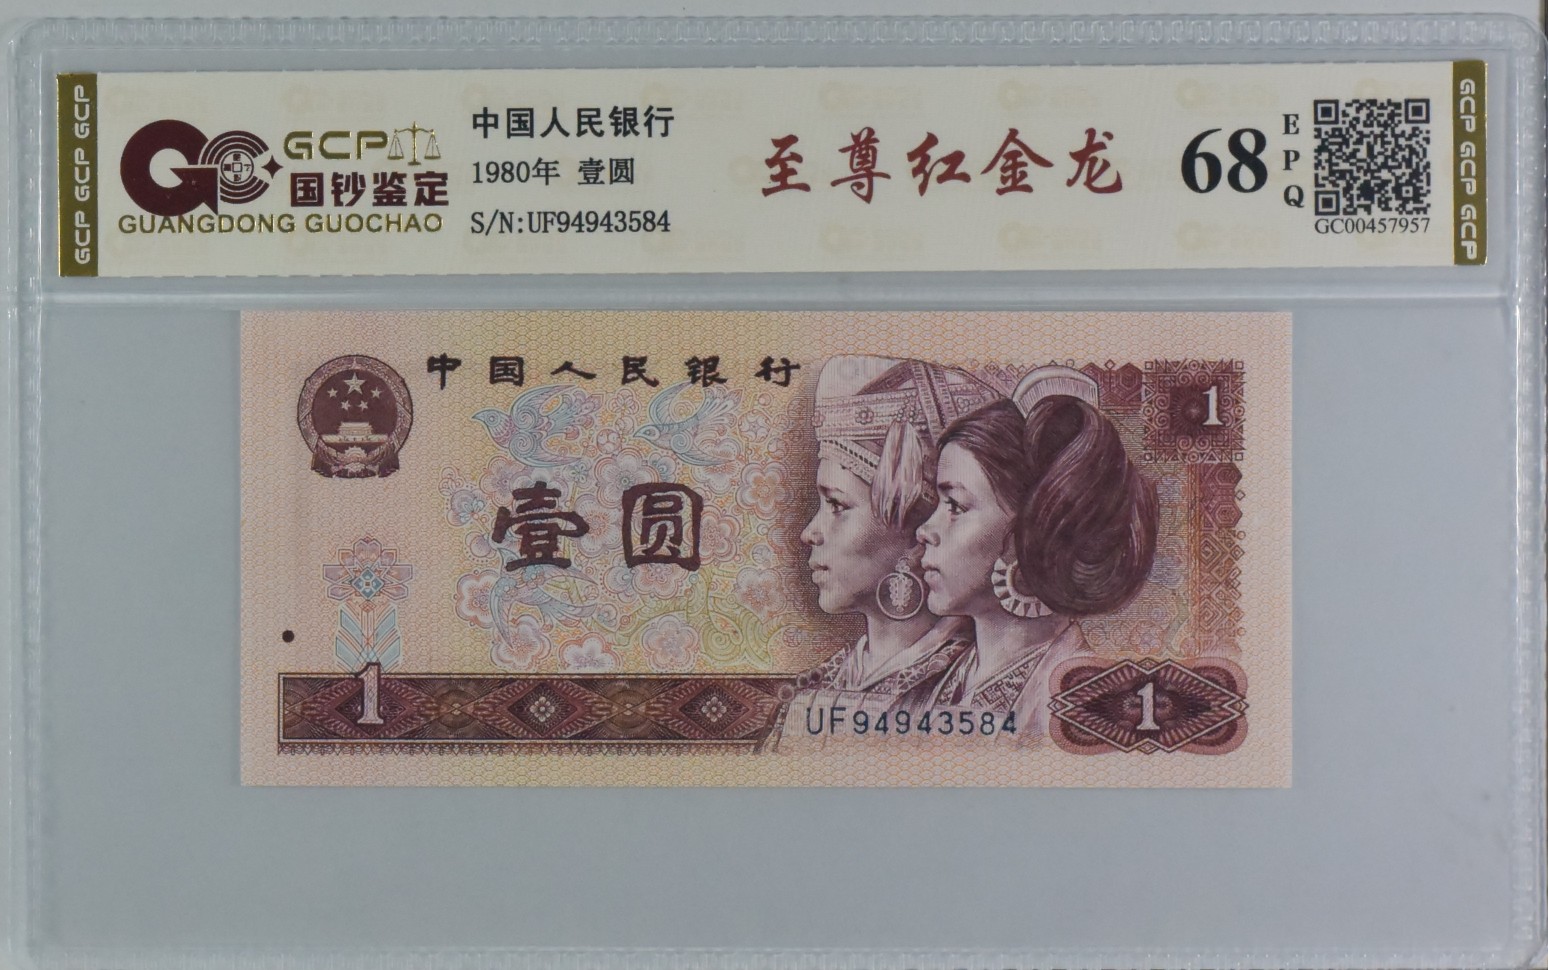 GCP GCP GCP
GCP
国钞鉴定
GUANGDONG GUOCHAO
中国人民银行
1980年 壹圆
S/N:UF94943584
至尊红金龙
68
EPQ
GC00457957
GCP GCP GCP
中国人民银行
1
壹圆
1
UF94943584
1